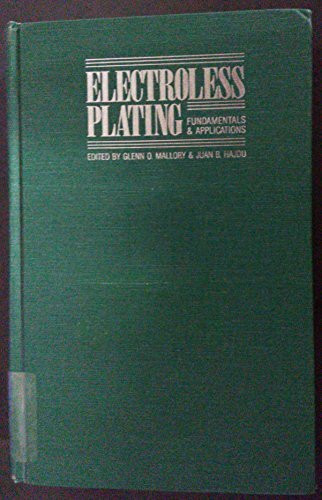 ELECTROLESS
PLATING FUNDAMENTALS
& APPLICATIONS
EDITED BY GLENN O. MALLORY & JUAN B. HAJDU